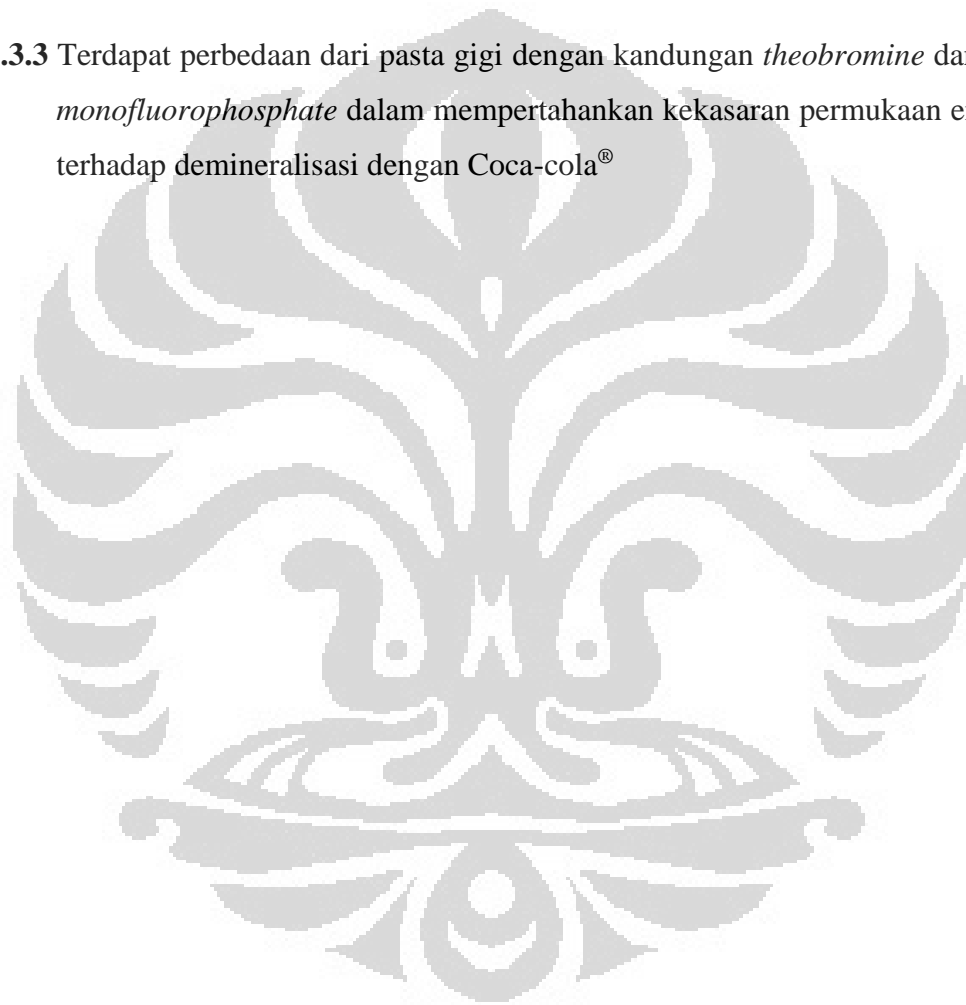 .3.3 Terdapat perbedaan dari pasta gigi dengan kandungan theobromine
monofluorophosphate dalam mempertahankan kekasaran permukaan
terhadap demineralisasi dengan Coca-cola®